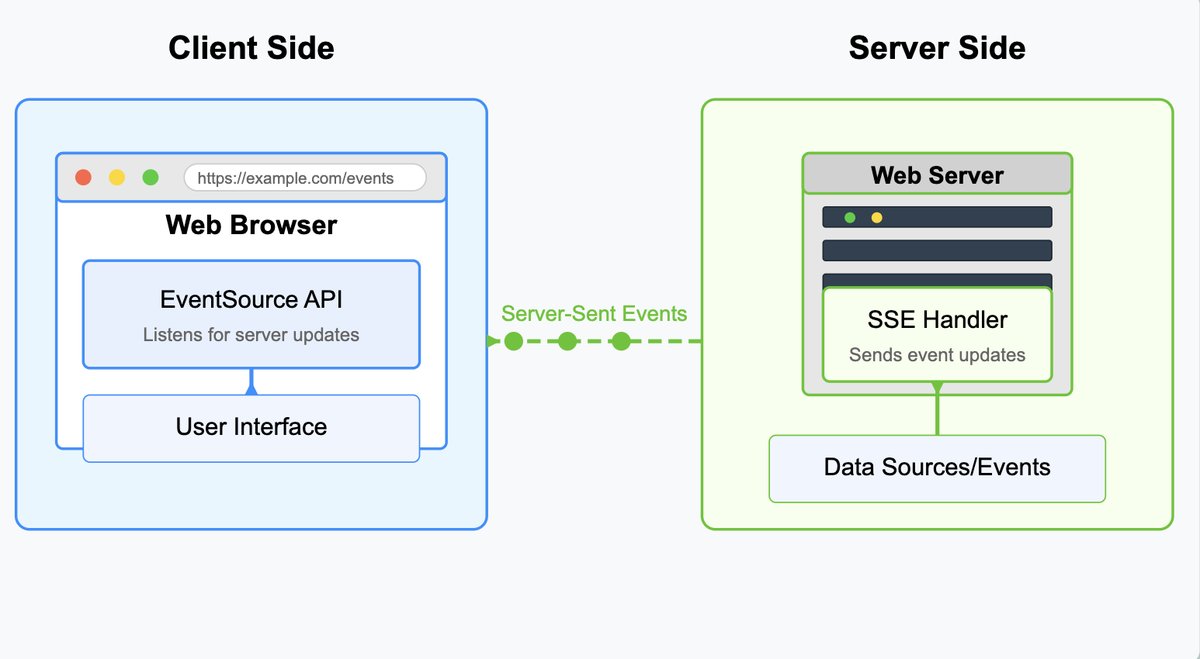 Client Side
Server Side
https://example.com/events
Web Browser
EventSource API
Listens for server updates
User Interface
Server-Sent Events
Web Server
SSE Handler
Sends event updates
Data Sources/Events